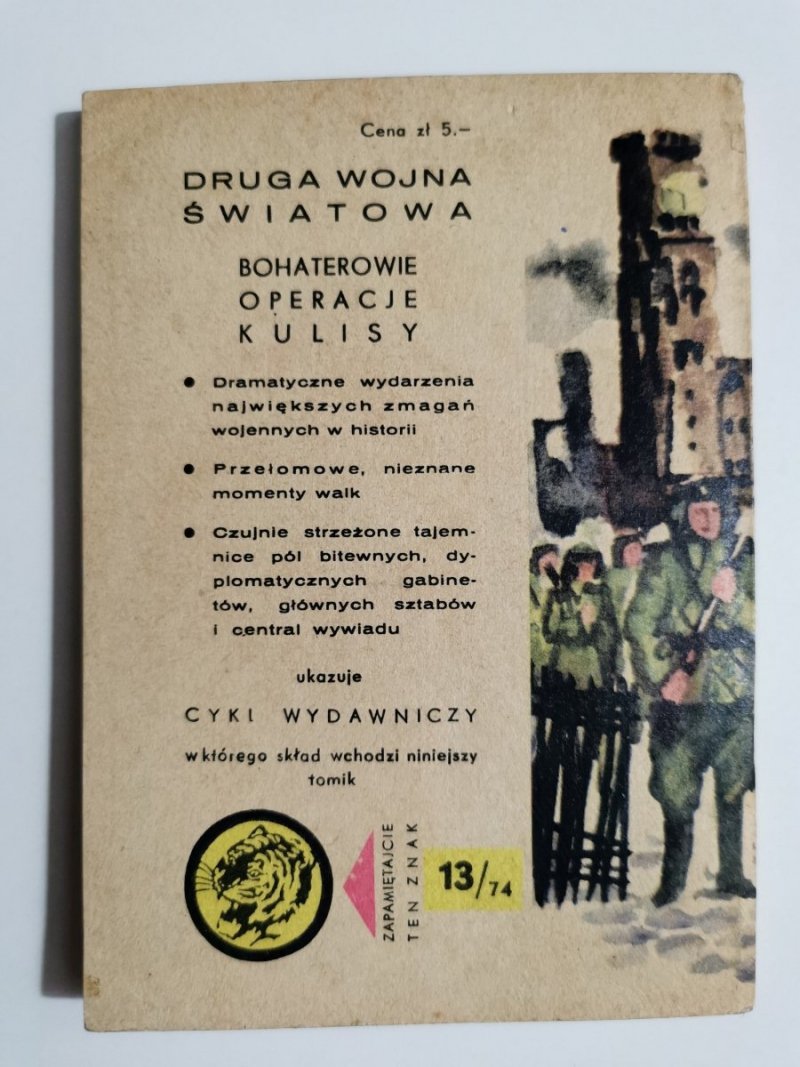 Cena zł 5.–
DRUGA WOJNA
ŚWIATOWA
BOHATEROWIE
OPERACJE
KULISY
● Dramatyczne wydarzenia
największych zmagań
wojennych w historii
● Przełomowe, nieznane
momenty walk
● Czujnie strzeżone tajem-
nice pól bitewnych, dy-
plomatycznych gabine-
tów, głównych sztabów
i central wywiadu
ukazuje
CYKL WYDAWNICZY
w którego skład wchodzi niniejszy
tomik
ZAPAMIĘTAJCIE
TEN ZNAK
13/74